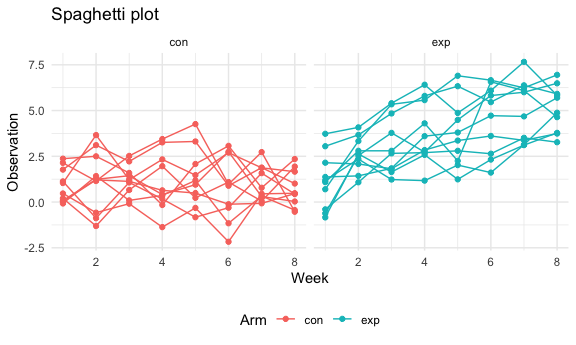 Spaghetti plot
con exp
7.5
5.0
2.5
0.0
-2.5
Observation
2 4 6 8 2 4 6 8
Week
Arm con exp